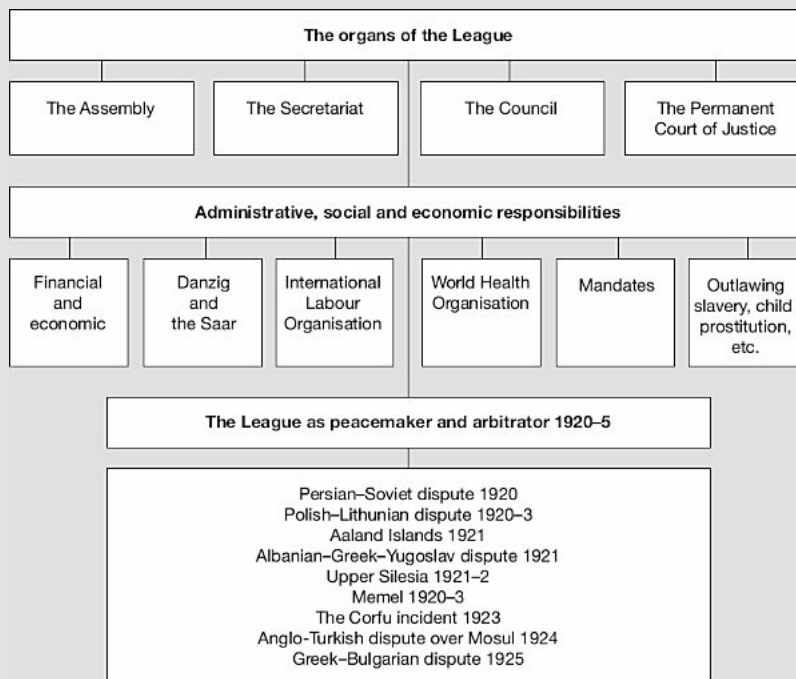 The organs of the League
The Assembly
The Secretariat
The Council
The Permanent
Court of Justice
Administrative, social and economic responsibilities
Financial
and
economic
Danzig
and
the Saar
International
Labour
Organisation
World Health
Organisation
Mandates
Outlawing
slavery, child
prostitution,
etc.
The League as peacemaker and arbitrator 1920–5
Persian–Soviet dispute 1920
Polish–Lithunian dispute 1920–3
Aaland Islands 1921
Albanian–Greek–Yugoslav dispute 1921
Upper Silesia 1921–2
Memel 1920–3
The Corfu incident 1923
Anglo-Turkish dispute over Mosul 1924
Greek–Bulgarian dispute 1925